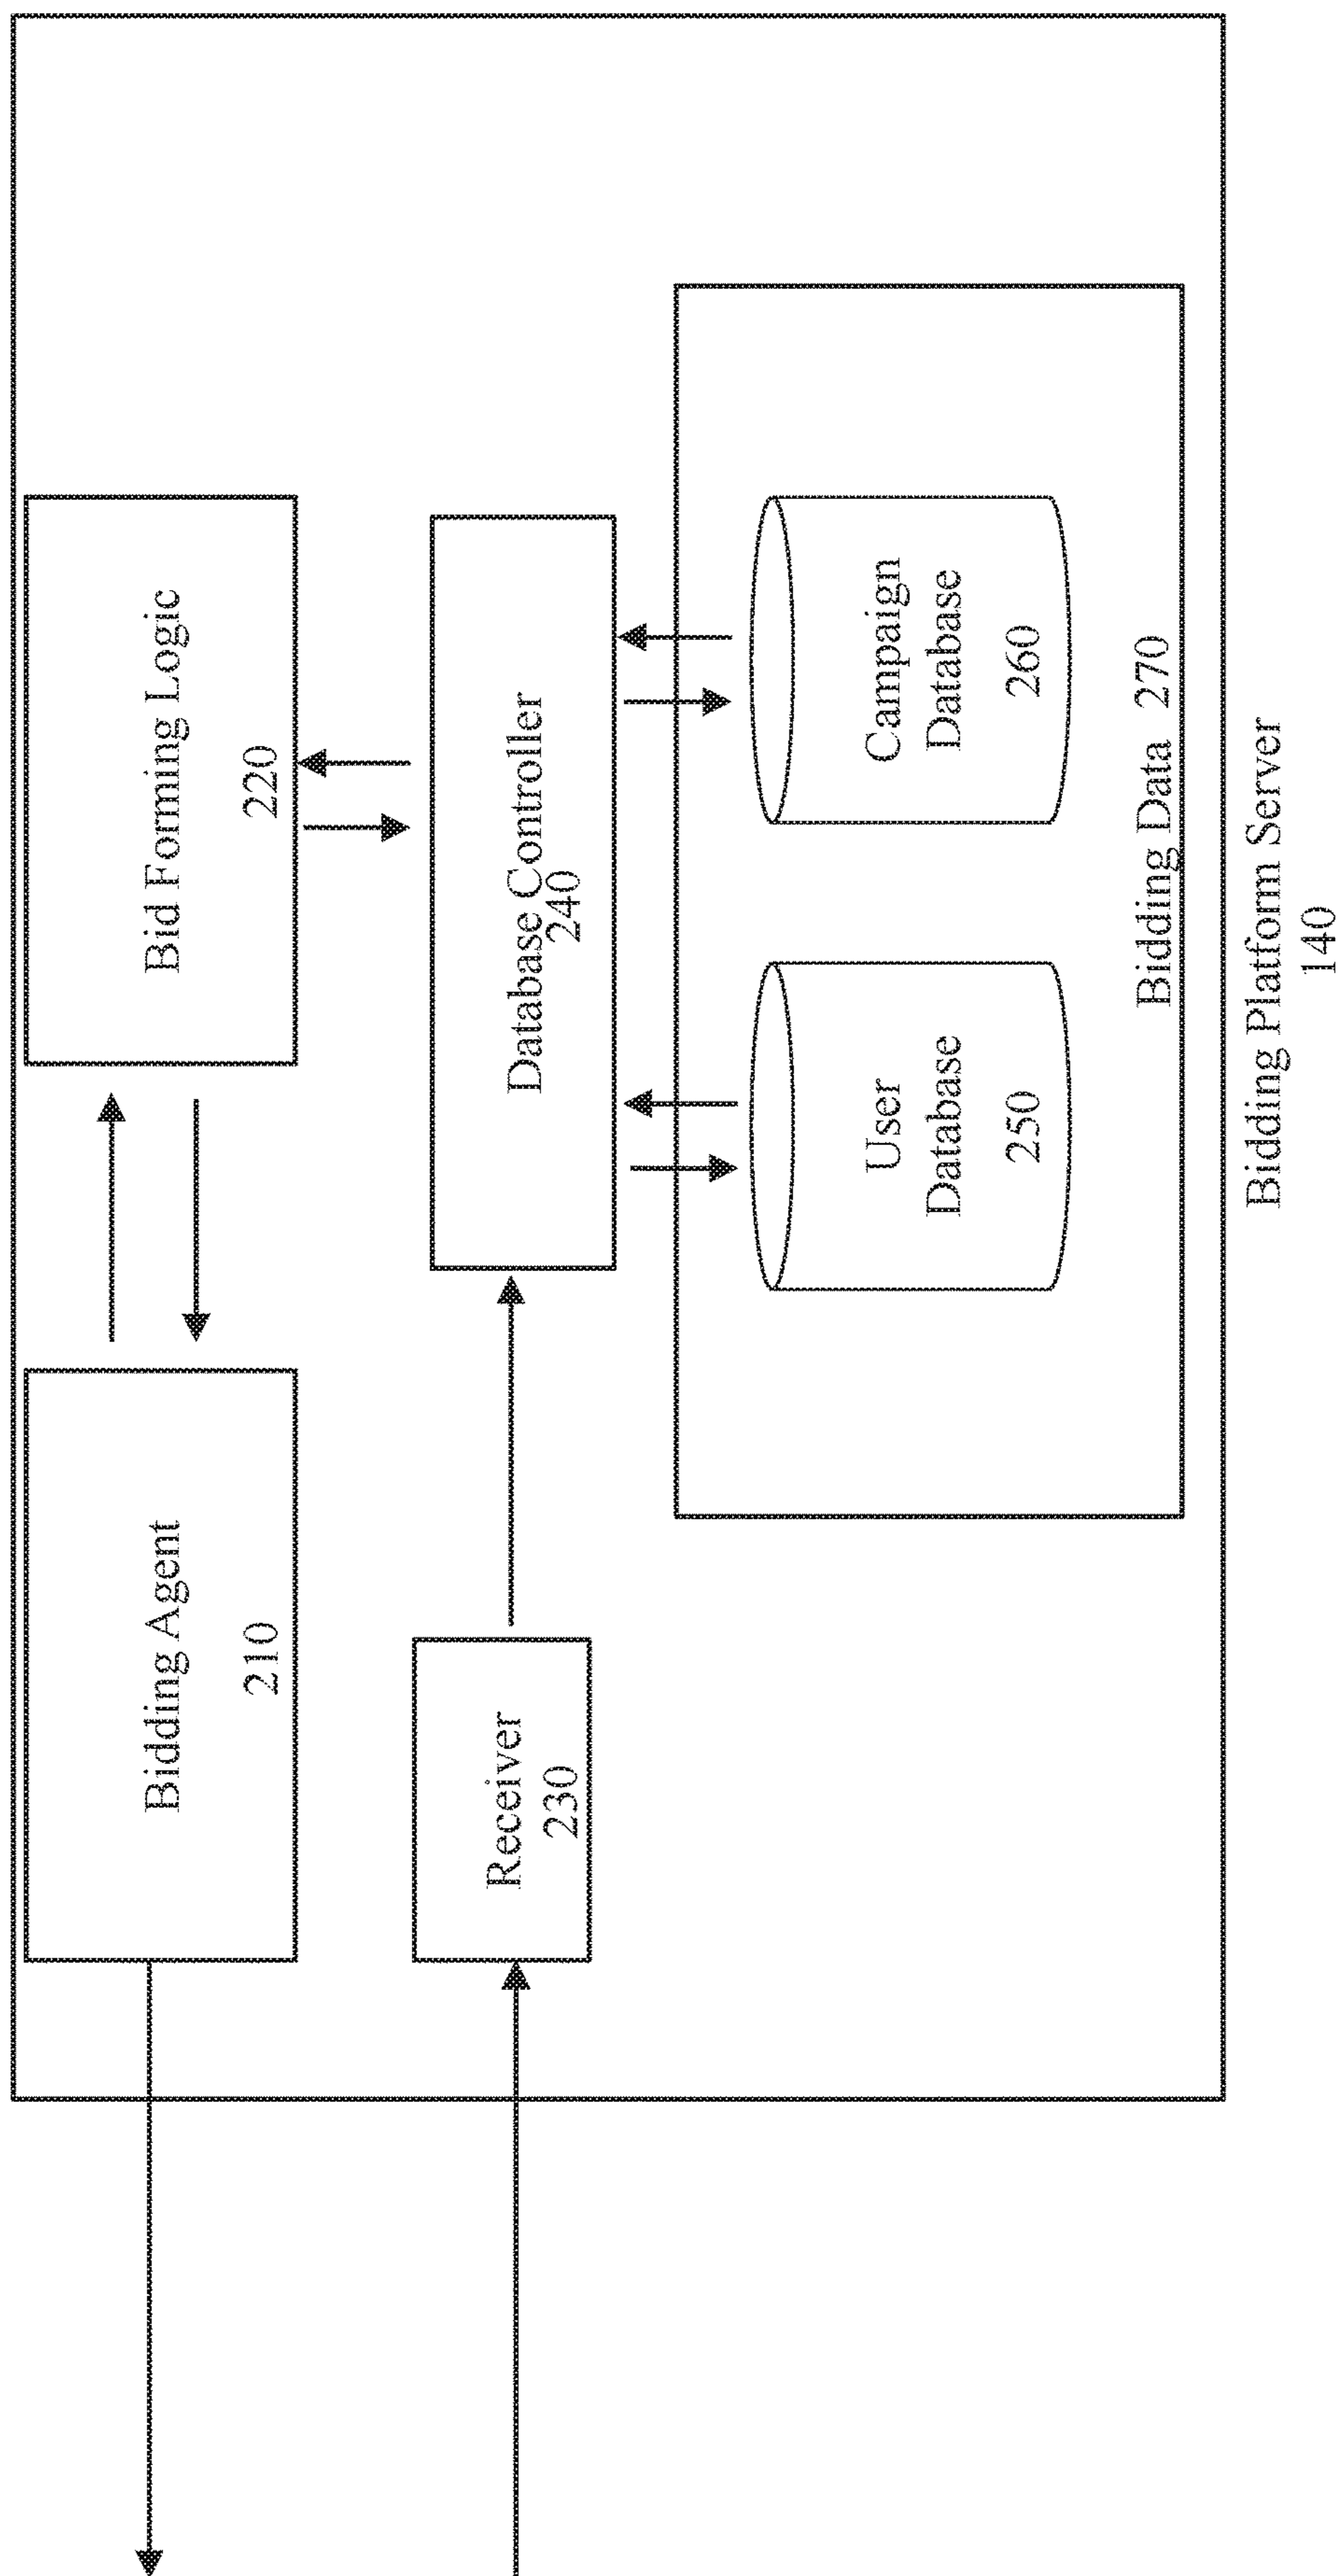 Bidding Agent
210
Bid Forming Logic
220
Receiver
230
Database Controller
240
User
Database
250
Campaign
Database
260
Bidding Data 270
Bidding Platform Server
140